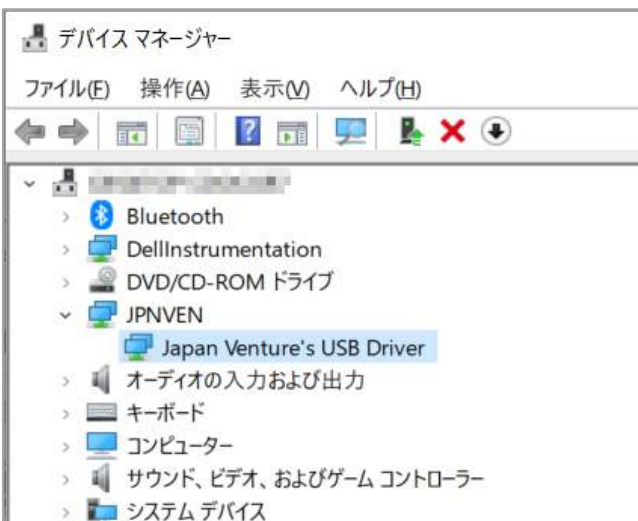 デバイス マネージャー
ファイル(F) 操作(A) 表示(V) ヘルプ(H)
Bluetooth
DellInstrumentation
DVD/CD-ROM ドライブ
JPNVEN
Japan Venture's USB Driver
オーディオの入力および出力
キーボード
コンピューター
サウンド、ビデオ、およびゲーム コントローラー
システム デバイス